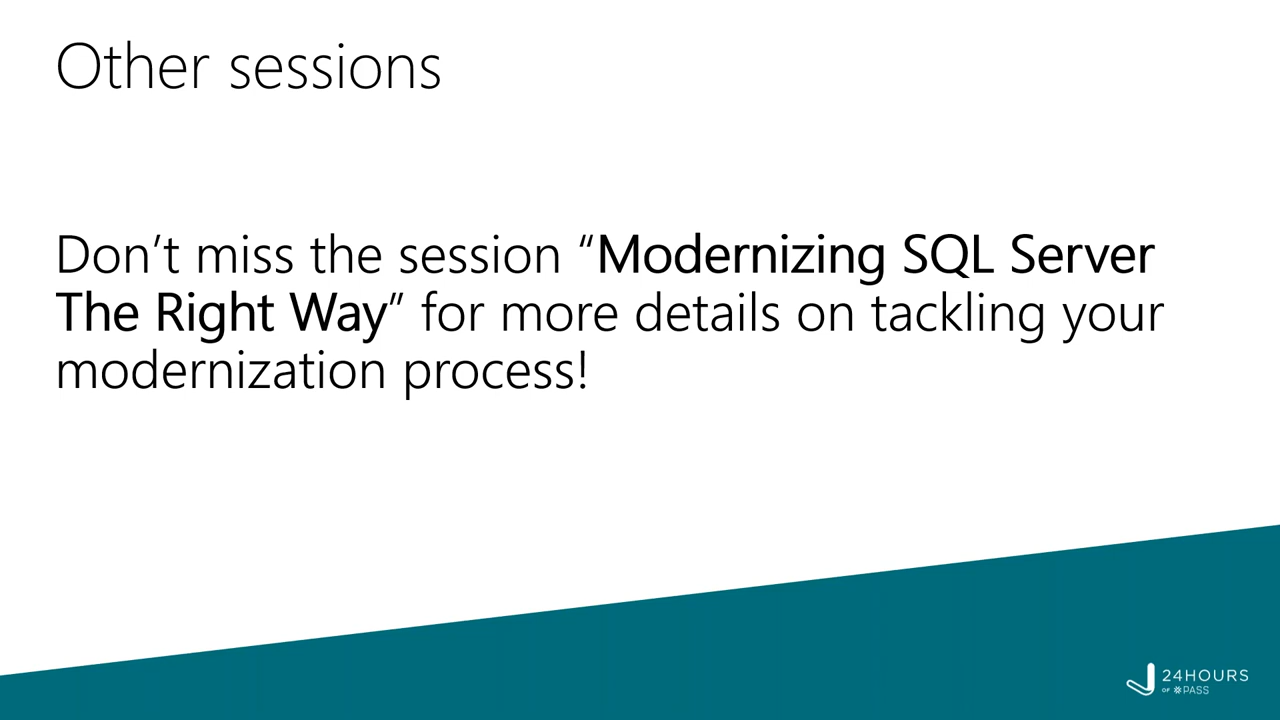 Other sessions
Don’t miss the session “Modernizing SQL Server
The Right Way” for more details on tackling your
modernization process!
24HOURS
OF PASS